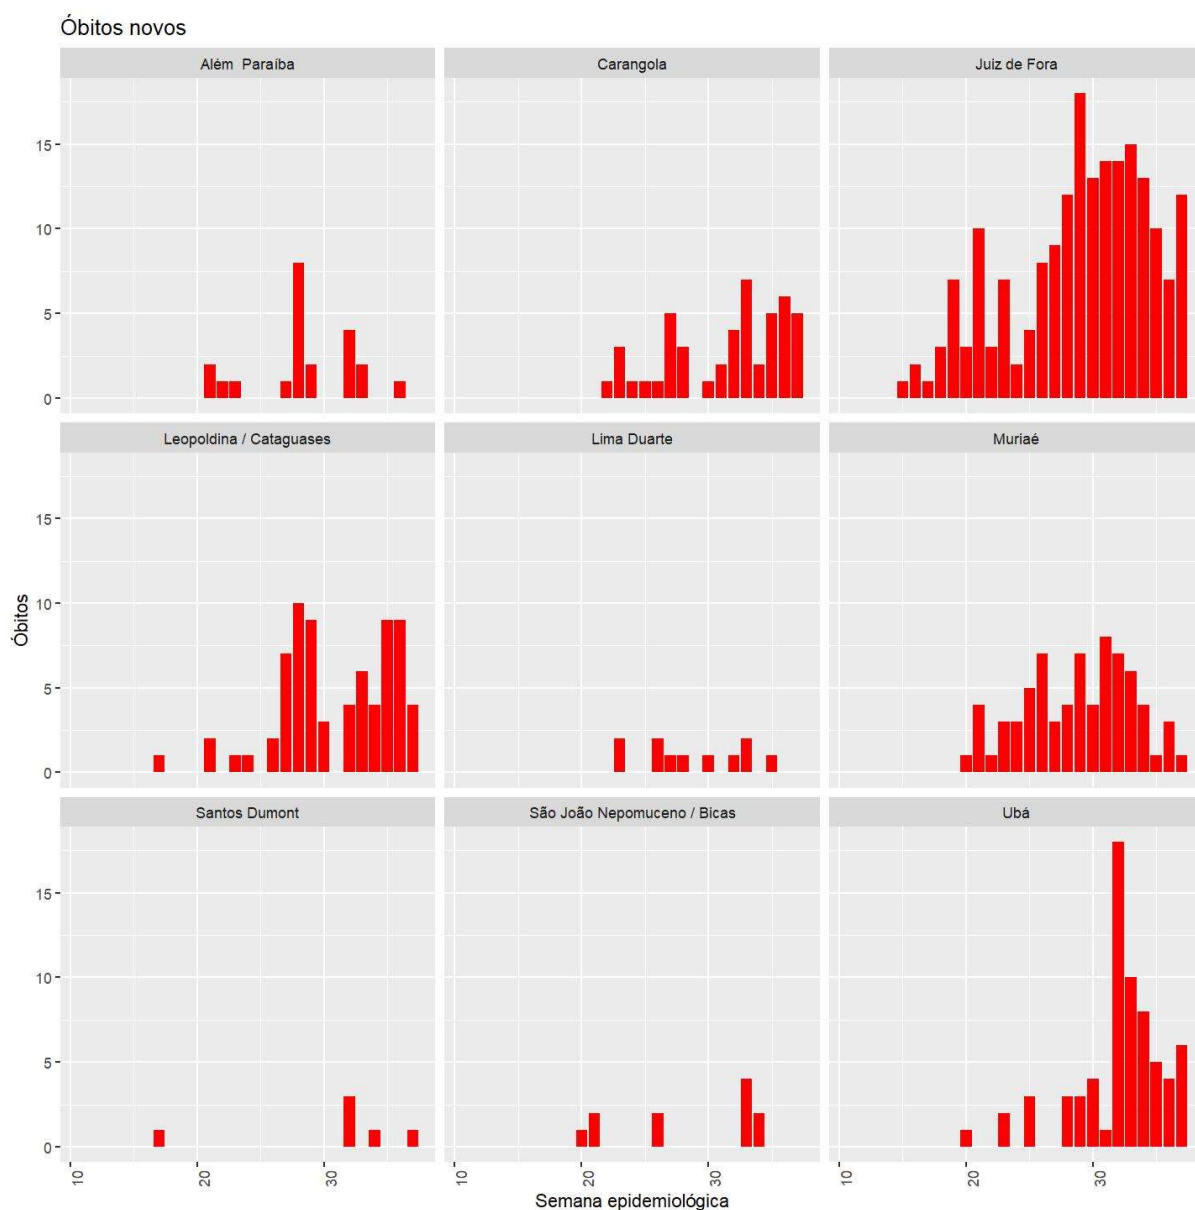 Óbitos novos
Além  Paraíba
Carangola
Juiz de Fora
15
10
5
0
Leopoldina / Cataguases
Lima Duarte
Muriaé
15
10
5
0
Óbitos
Santos Dumont
São João Nepomuceno / Bicas
Ubá
15
10
5
0
10 20 30
10 20 30
10 20 30
Semana epidemiológica